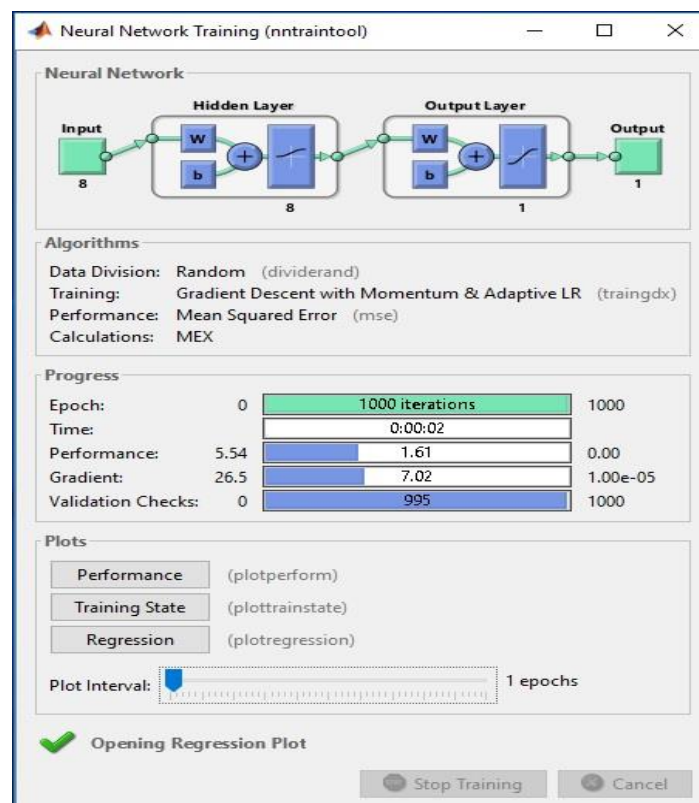 Neural Network Training (nntraintool)
Neural Network
Hidden Layer
Output Layer
Input
Output
W
b
W
b
8
8
1
1
Algorithms
Data Division: Random (dividerand)
Training: Gradient Descent with Momentum & Adaptive LR (traingdx)
Performance: Mean Squared Error (mse)
Calculations: MEX
Progress
Epoch: 0 1000 iterations 1000
Time: 0:00:02
Performance: 5.54 1.61 0.00
Gradient: 26.5 7.02 1.00e-05
Validation Checks: 0 995 1000
Plots
Performance (plotperform)
Training State (plottrainstate)
Regression (plotregression)
Plot Interval: 1 epochs
Opening Regression Plot
Stop Training Cancel